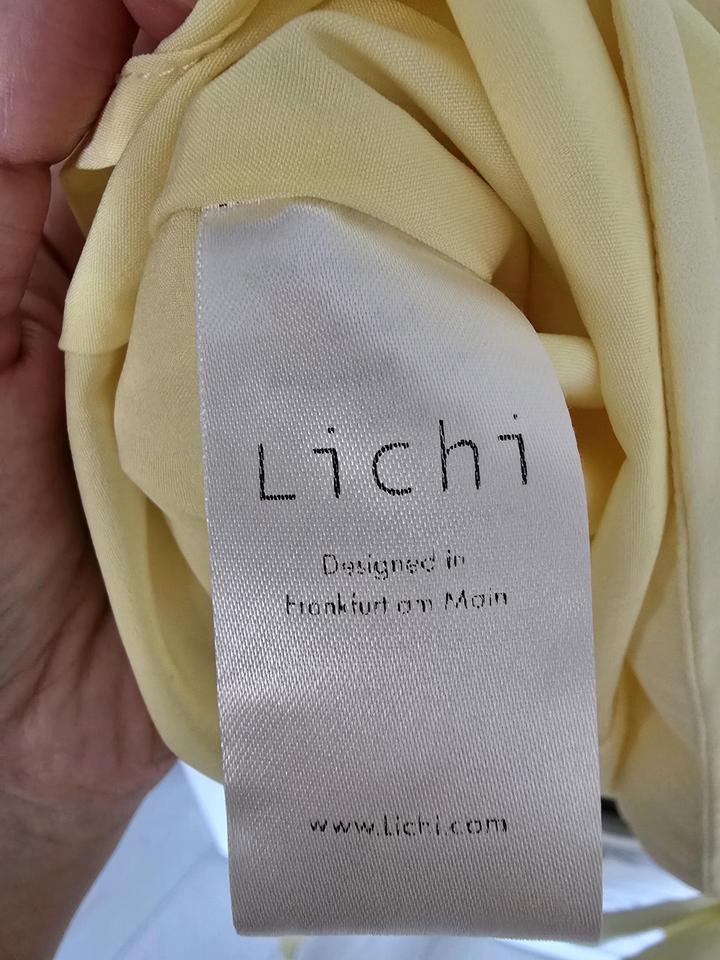 Lichi
Designed in
Frankfurt am Main
www.lichi.com